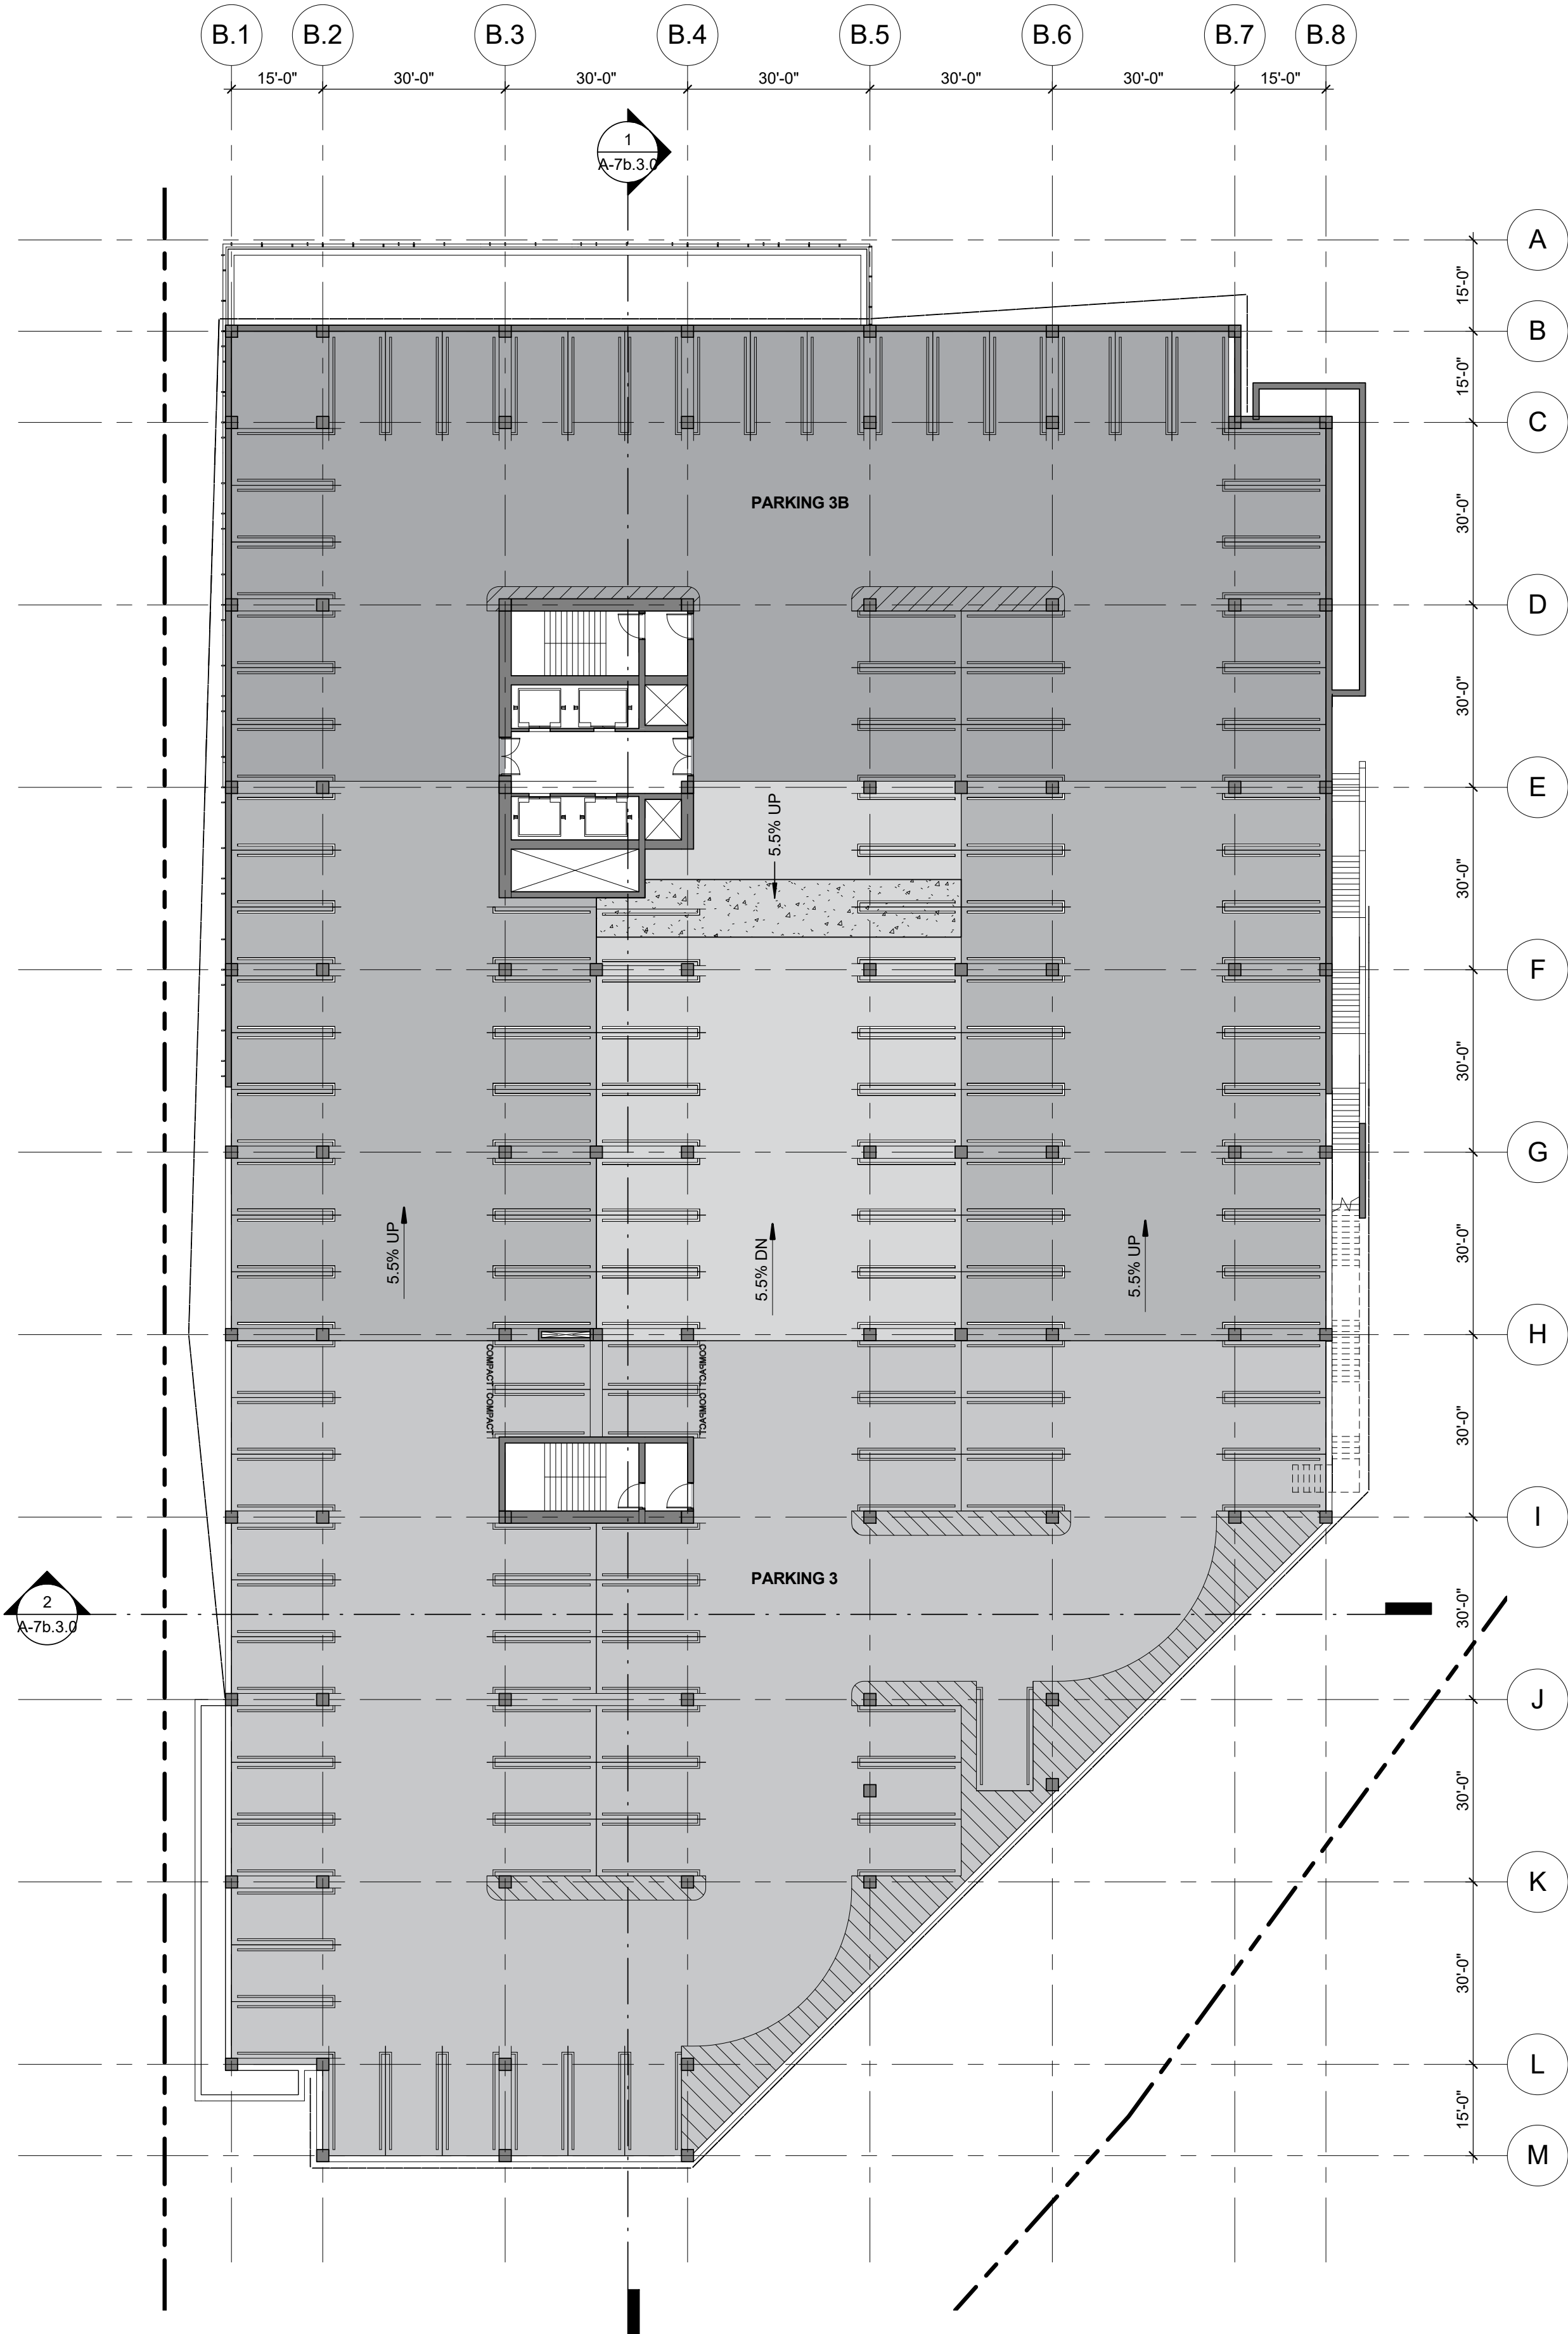 B.1 B.2 B.3 B.4 B.5 B.6 B.7 B.8
15'-0" 30'-0" 30'-0" 30'-0" 30'-0" 30'-0" 15'-0"
1
A-7b.3.0
A
15'-0"
B
15'-0"
C
PARKING 3B
30'-0"
D
30'-0"
E
5.5% UP
30'-0"
F
30'-0"
G
5.5% UP
5.5% DN
5.5% UP
30'-0"
H
COMPACT COMPACT
COMPACT COMPACT
30'-0"
I
PARKING 3
2
A-7b.3.0
30'-0"
J
30'-0"
K
30'-0"
L
15'-0"
M